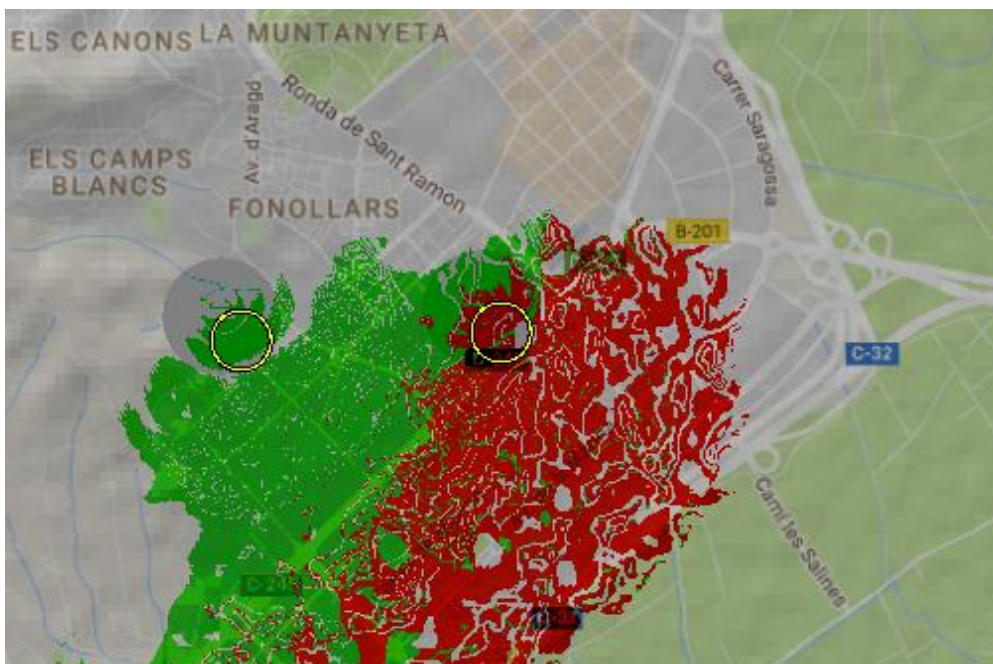 ELS CANONS
LA MUNTANYETA
Av. d'Aragó
Ronda de Sant Ramon
Carrer Saragossa
ELS CAMPS
BLANCS
FONOLLARS
B-201
C-32
Camí les Salines